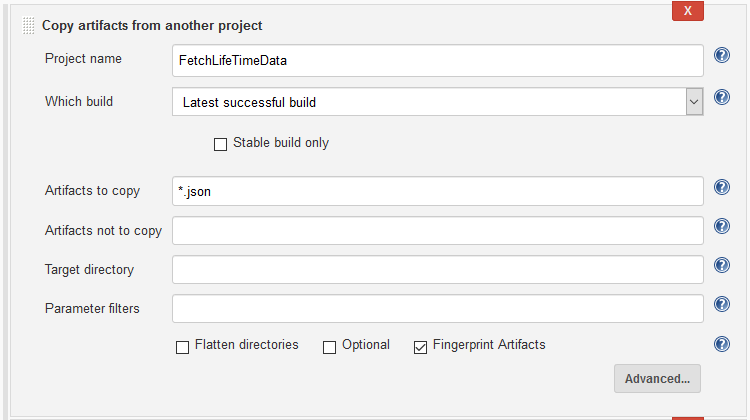 X
Copy artifacts from another project
Project name FetchLifeTimeData ?
Which build Latest successful build ?
Stable build only
Artifacts to copy *.json ?
Artifacts not to copy ?
Target directory ?
Parameter filters ?
Flatten directories Optional Fingerprint Artifacts ?
Advanced...